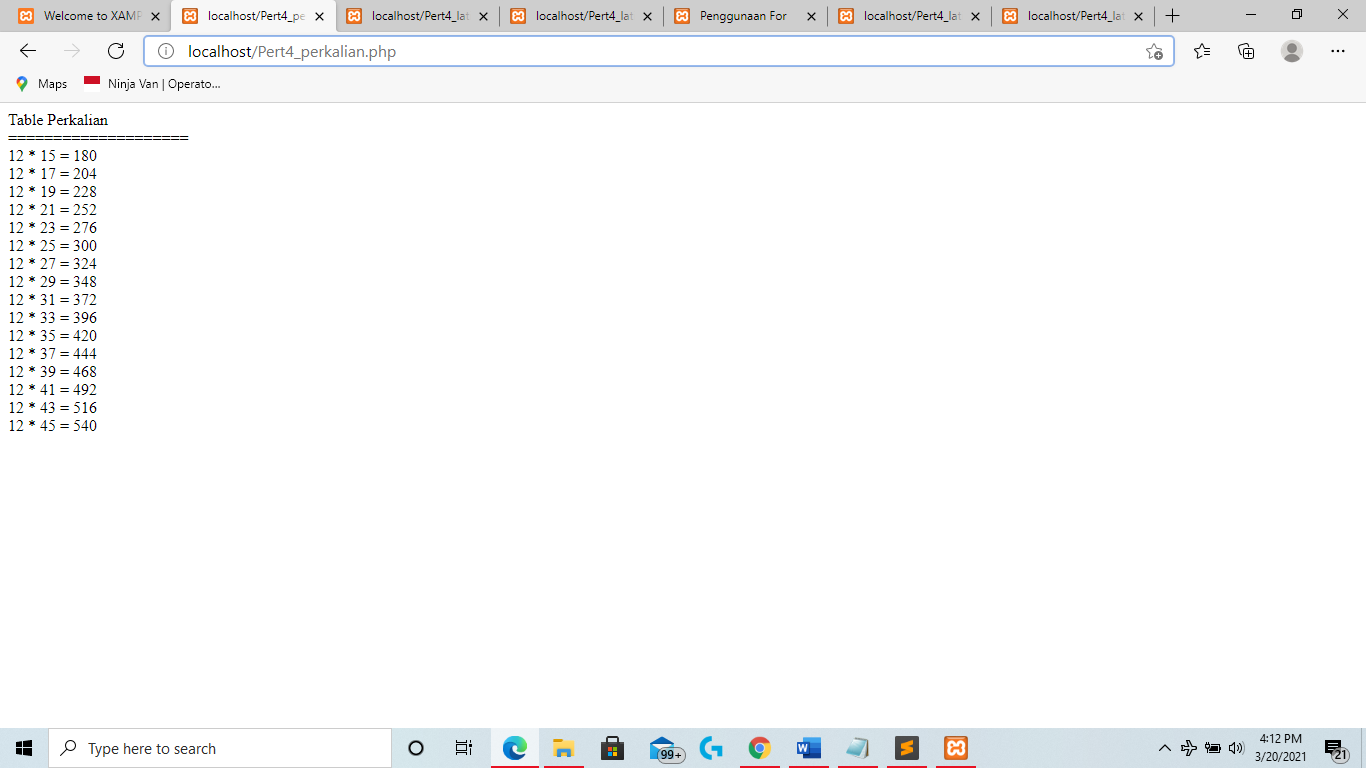 Welcome to XAMP
localhost/Pert4_pe
localhost/Pert4_lat
localhost/Pert4_lat
Penggunaan For
localhost/Pert4_lat
localhost/Pert4_lat
localhost/Pert4_perkalian.php
Maps
Ninja Van | Operato...
Table Perkalian
====================
12 * 15 = 180
12 * 17 = 204
12 * 19 = 228
12 * 21 = 252
12 * 23 = 276
12 * 25 = 300
12 * 27 = 324
12 * 29 = 348
12 * 31 = 372
12 * 33 = 396
12 * 35 = 420
12 * 37 = 444
12 * 39 = 468
12 * 41 = 492
12 * 43 = 516
12 * 45 = 540
Type here to search
99+
4:12 PM
3/20/2021
21